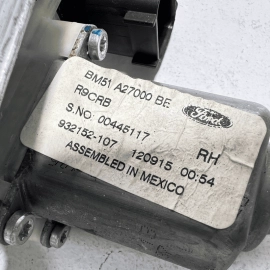 BM51 A27000 BE
Ford
R9CRB
S.NO: 00445117
RH
932152-107 120915 00:54
ASSEMBLED IN MEXICO